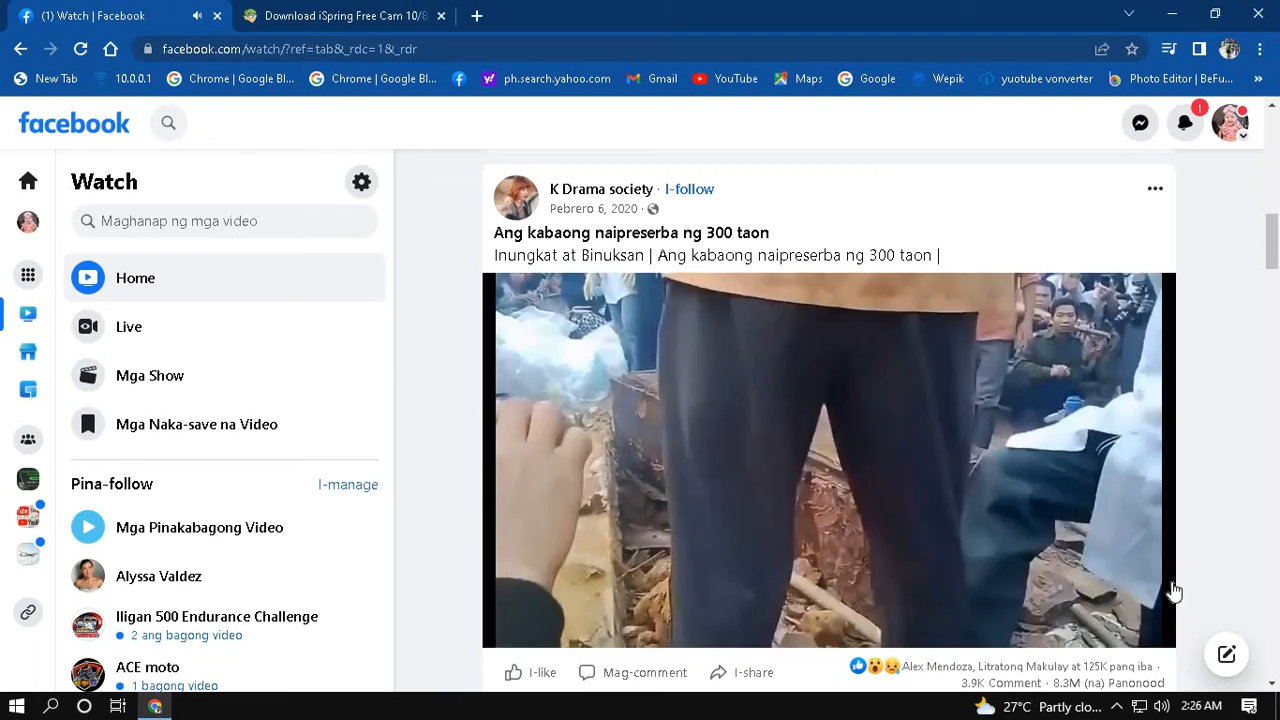 (1) Watch | Facebook
Download iSpring Free Cam 10/8
facebook.com/watch/?ref=tab&_rdc=1&_rdr
New Tab
10.0.0.1
Chrome | Google Bl...
Chrome | Google Bl...
ph.search.yahoo.com
Gmail
YouTube
Maps
Google
Wepik
yuotube vonverter
Photo Editor | BeFu...
facebook
1
Watch
Maghanap ng mga video
Home
Live
Mga Show
Mga Naka-save na Video
Pina-follow
I-manage
Mga Pinakabagong Video
Alyssa Valdez
Iligan 500 Endurance Challenge
2 ang bagong video
ACE moto
1 bagong video
K Drama society · I-follow
Pebrero 6, 2020 ·
Ang kabaong naipreserba ng 300 taon
Inungkat at Binuksan | Ang kabaong naipreserba ng 300 taon |
I-like
Mag-comment
I-share
Alex Mendoza, Litratong Makulay at 125K pang iba ·
3.9K Comment · 8.3M (na) Panonood
27°C Partly clo...
2:26 AM